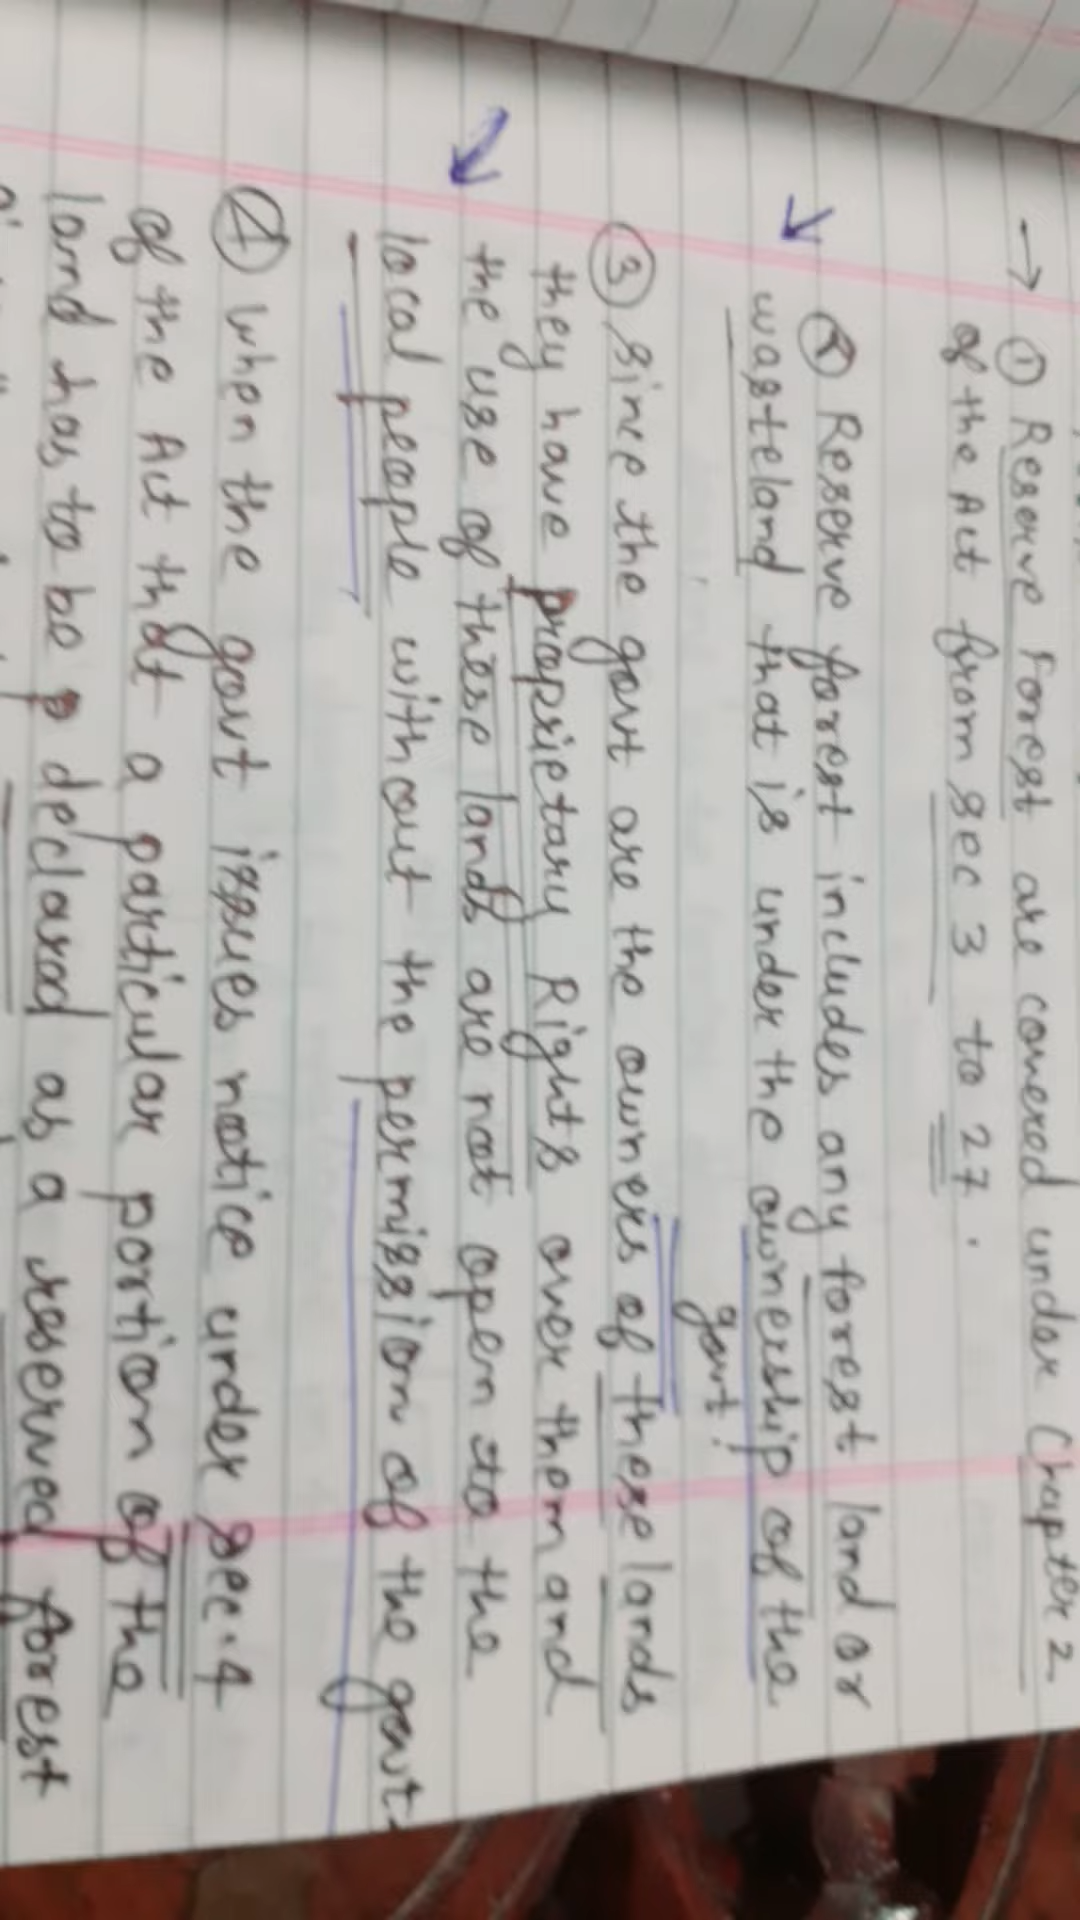 → ① Reserve Forest are covered under Chapter 2
of the Act from sec 3 to 27.
② Reserve forest includes any forest land or
wasteland that is under the ownership of the
govt.
③ since the govt are the owners of these lands
they have propsrietary Rights over them and
the use of these lands are not open to the
local people without the permission of the govt.
④ when the govt issues notice under sec.4
of the Act that a particular portion of the
land has to be declared as a reserved forest